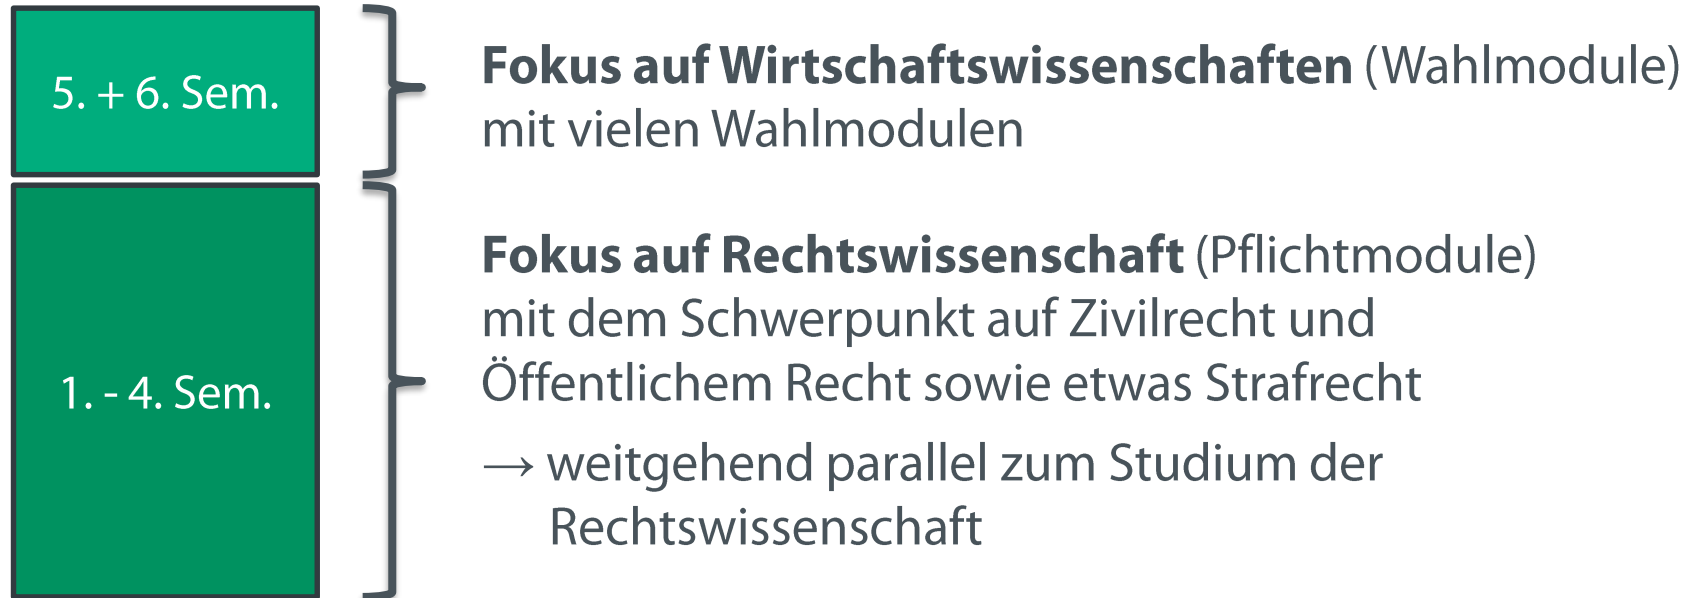 5. + 6. Sem.
Fokus auf Wirtschaftswissenschaften (Wahlmodule)
mit vielen Wahlmodulen
1. - 4. Sem.
Fokus auf Rechtswissenschaft (Pflichtmodule)
mit dem Schwerpunkt auf Zivilrecht und
Öffentlichem Recht sowie etwas Strafrecht
→ weitgehend parallel zum Studium der
Rechtswissenschaft